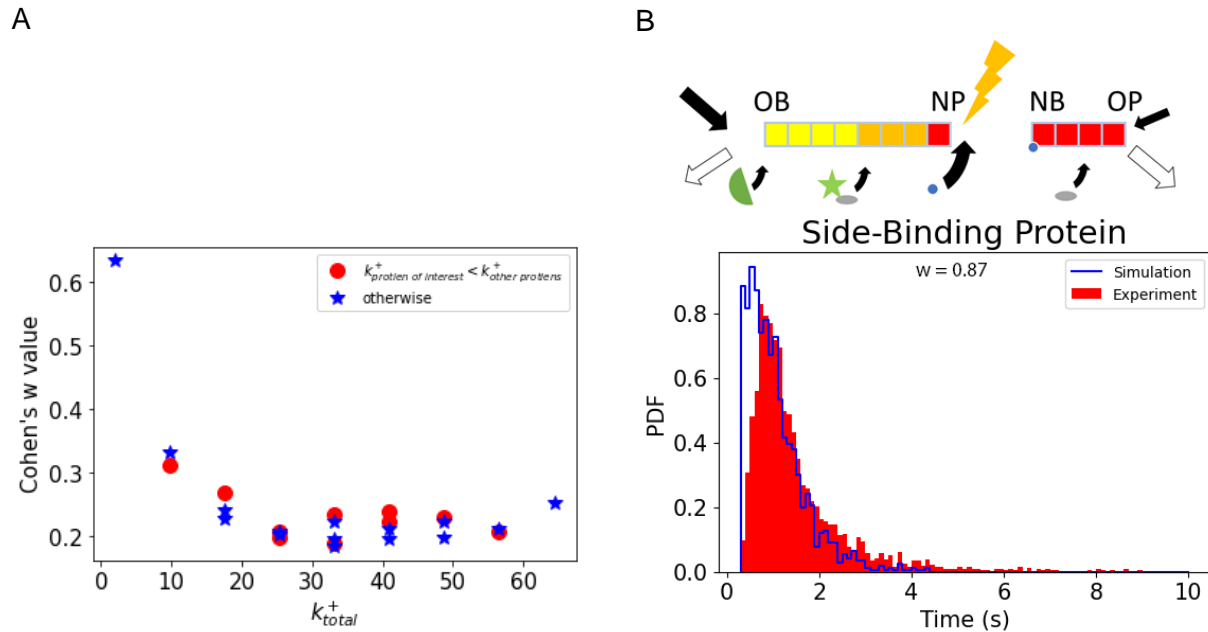 A
0.6
0.5
0.4
0.3
0.2
Cohen's w value
0
10
20
30
40
50
60
k⁺total
k⁺protien of interest < k⁺other protiens
otherwise
B
OB
NP
NB
OP
Side-Binding Protein
w = 0.87
Simulation
Experiment
0.8
0.6
0.4
0.2
0.0
PDF
0
2
4
6
8
10
Time (s)